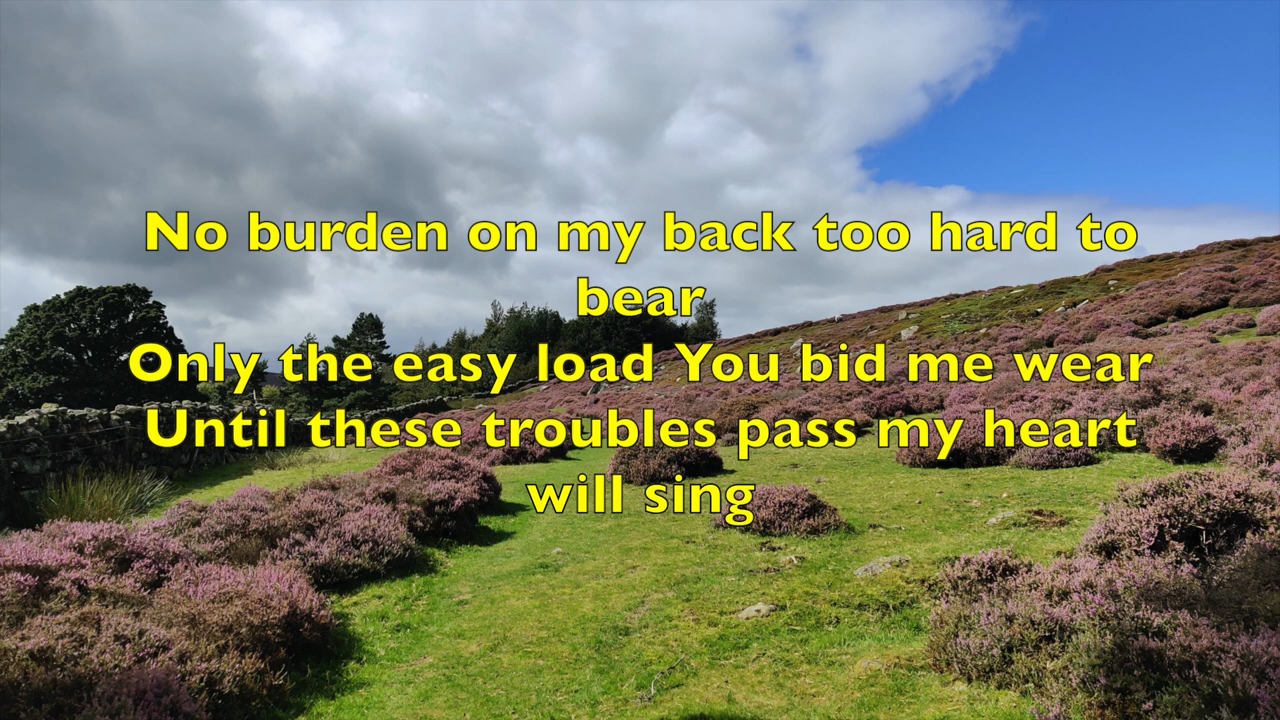 No burden on my back too hard to
bear
Only the easy load You bid me wear
Until these troubles pass my heart
will sing